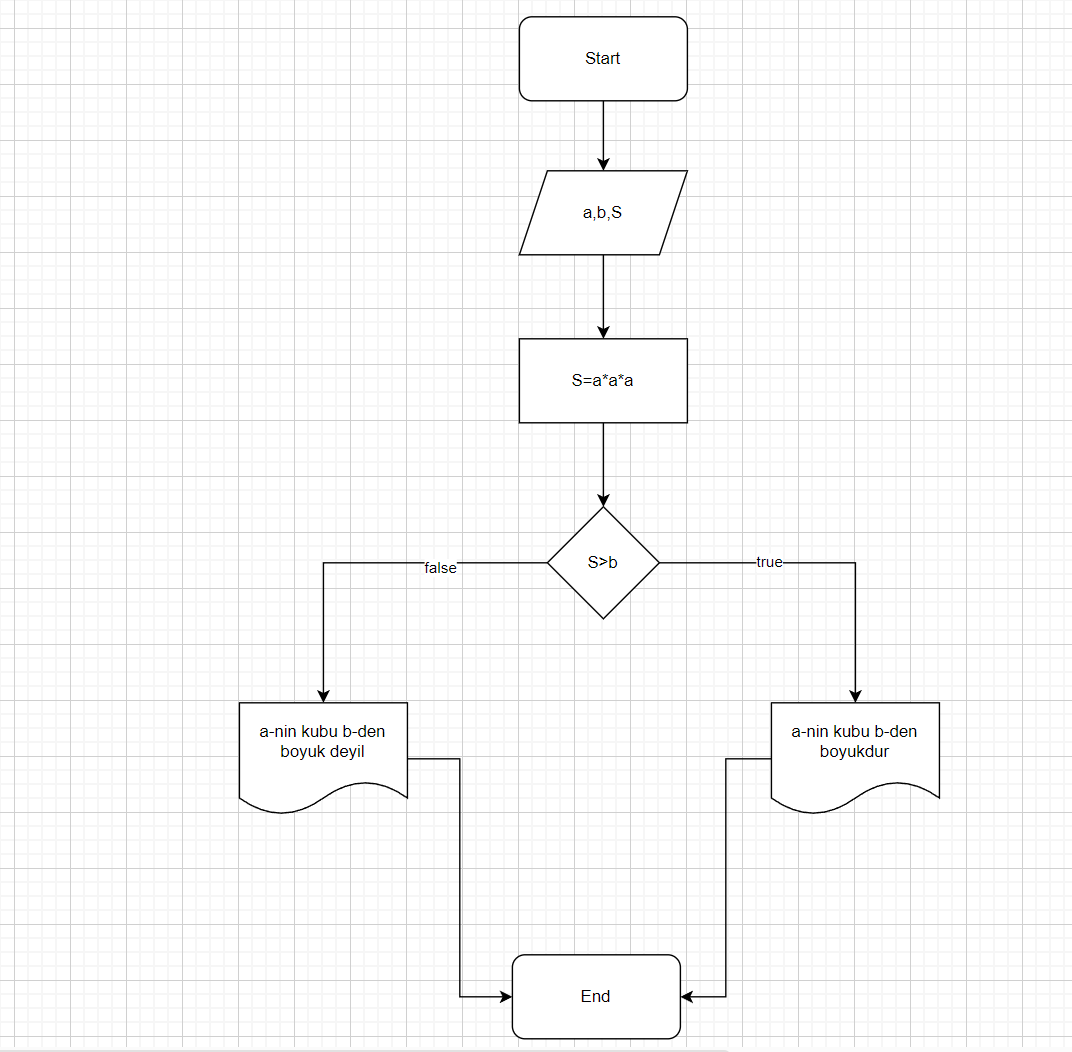 Start
a,b,S
S=a*a*a
S>b
false
true
a-nin kubu b-den
boyuk deyil
a-nin kubu b-den
boyukdur
End